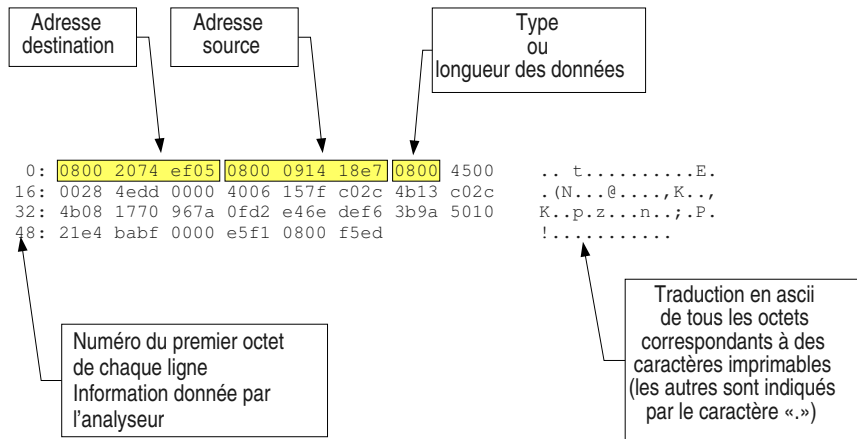 Adresse
destination
Adresse
source
Type
ou
longueur des données
0: 0800 2074 ef05 0800 0914 18e7 0800 4500 .. t..........E.
16: 0028 4edd 0000 4006 157f c02c 4b13 c02c .(N...@....,K..,
32: 4b08 1770 967a 0fd2 e46e def6 3b9a 5010 K..p.z...n..;.P.
48: 21e4 babf 0000 e5f1 0800 f5ed !...........
Numéro du premier octet
de chaque ligne
Information donnée par
l'analyseur
Traduction en ascii
de tous les octets
correspondants à des
caractères imprimables
(les autres sont indiqués
par le caractère «.»)